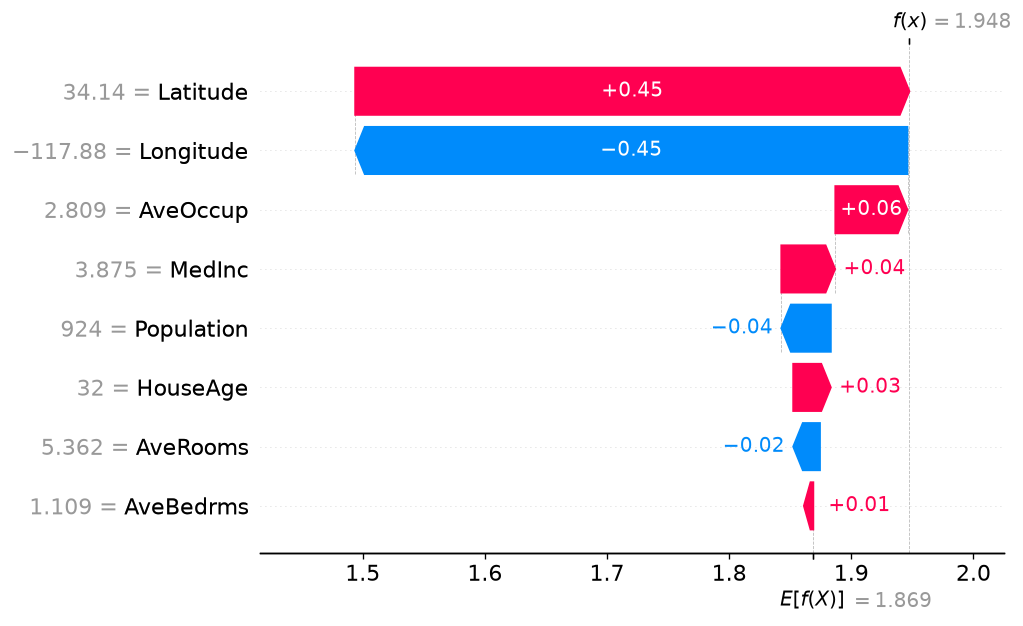 f(x) = 1.948
34.14 = Latitude +0.45
−117.88 = Longitude −0.45
2.809 = AveOccup +0.06
3.875 = MedInc +0.04
924 = Population −0.04
32 = HouseAge +0.03
5.362 = AveRooms −0.02
1.109 = AveBedrms +0.01
1.5 1.6 1.7 1.8 1.9 2.0
E[f(X)] = 1.869